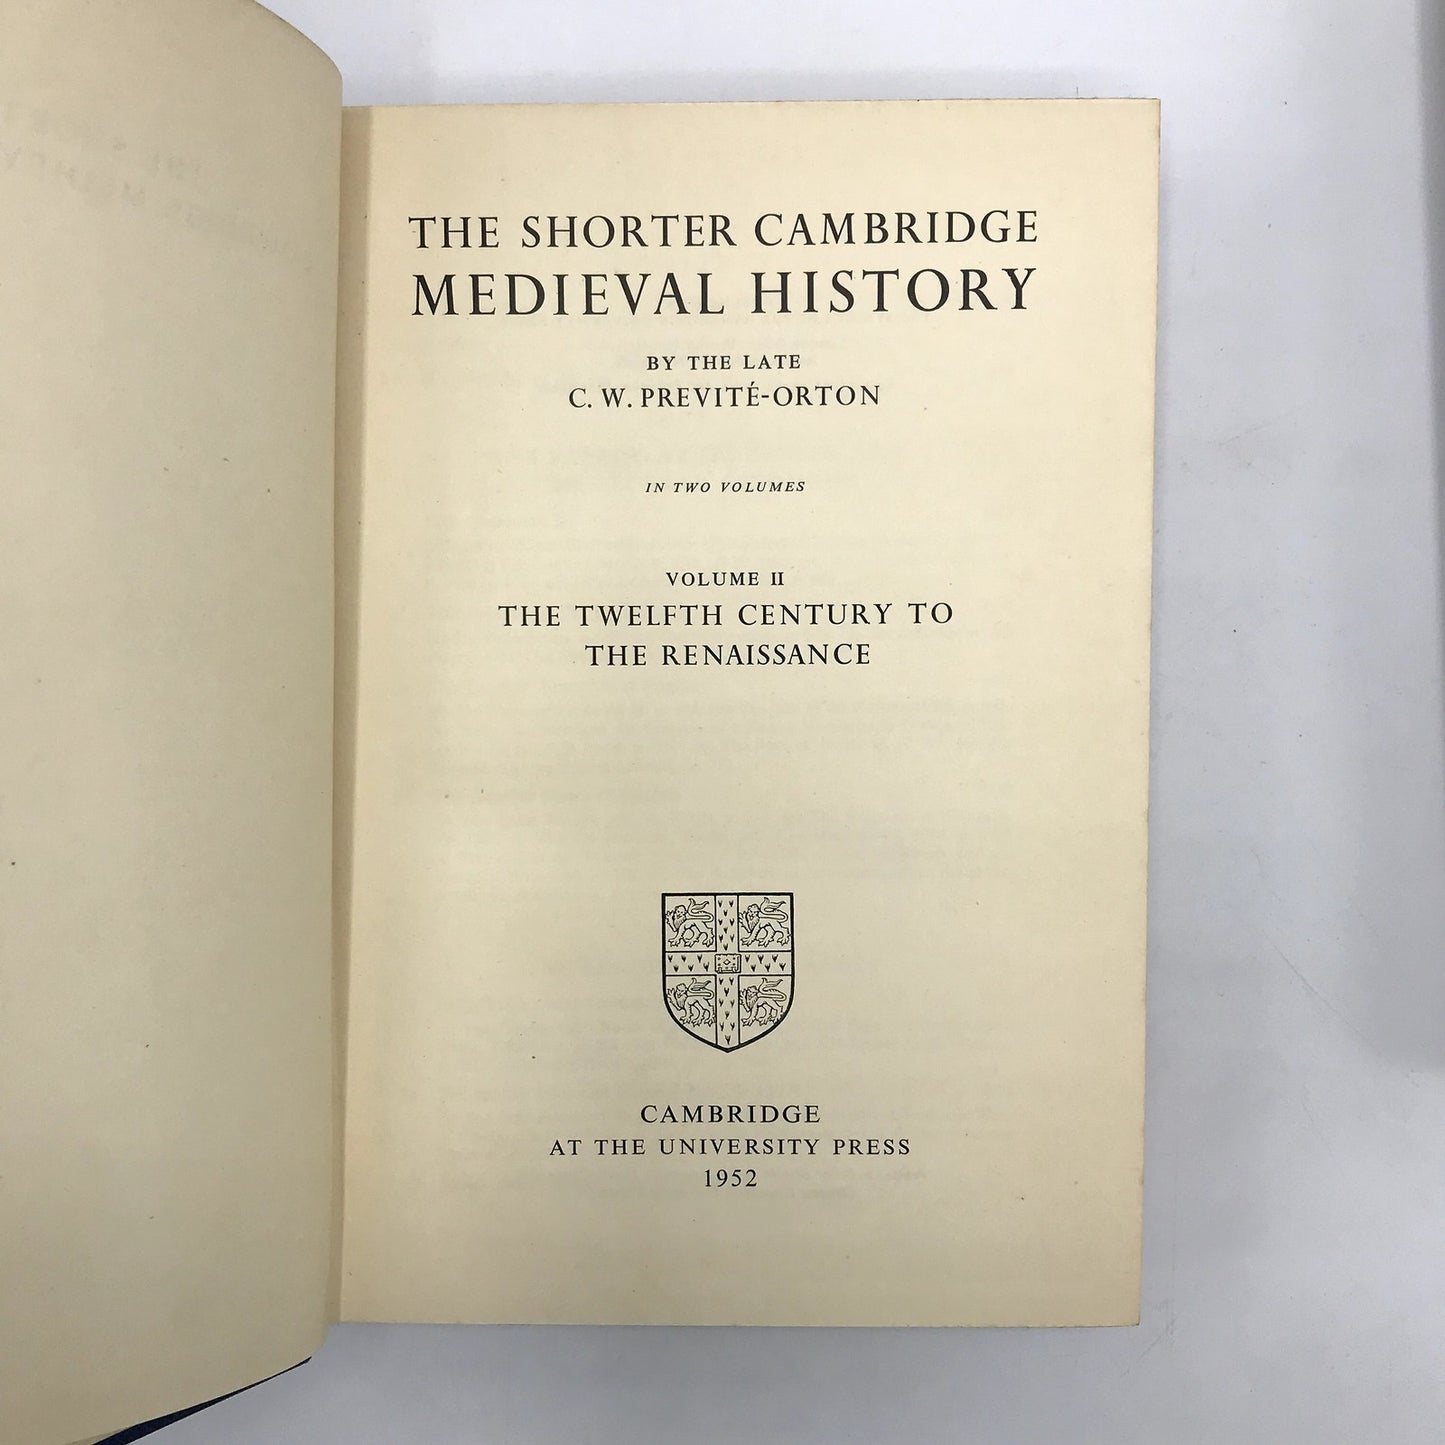 THE SHORTER CAMBRIDGE
MEDIEVAL HISTORY
BY THE LATE
C. W. PREVITÉ-ORTON
IN TWO VOLUMES
VOLUME II
THE TWELFTH CENTURY TO
THE RENAISSANCE
CAMBRIDGE
AT THE UNIVERSITY PRESS
1952